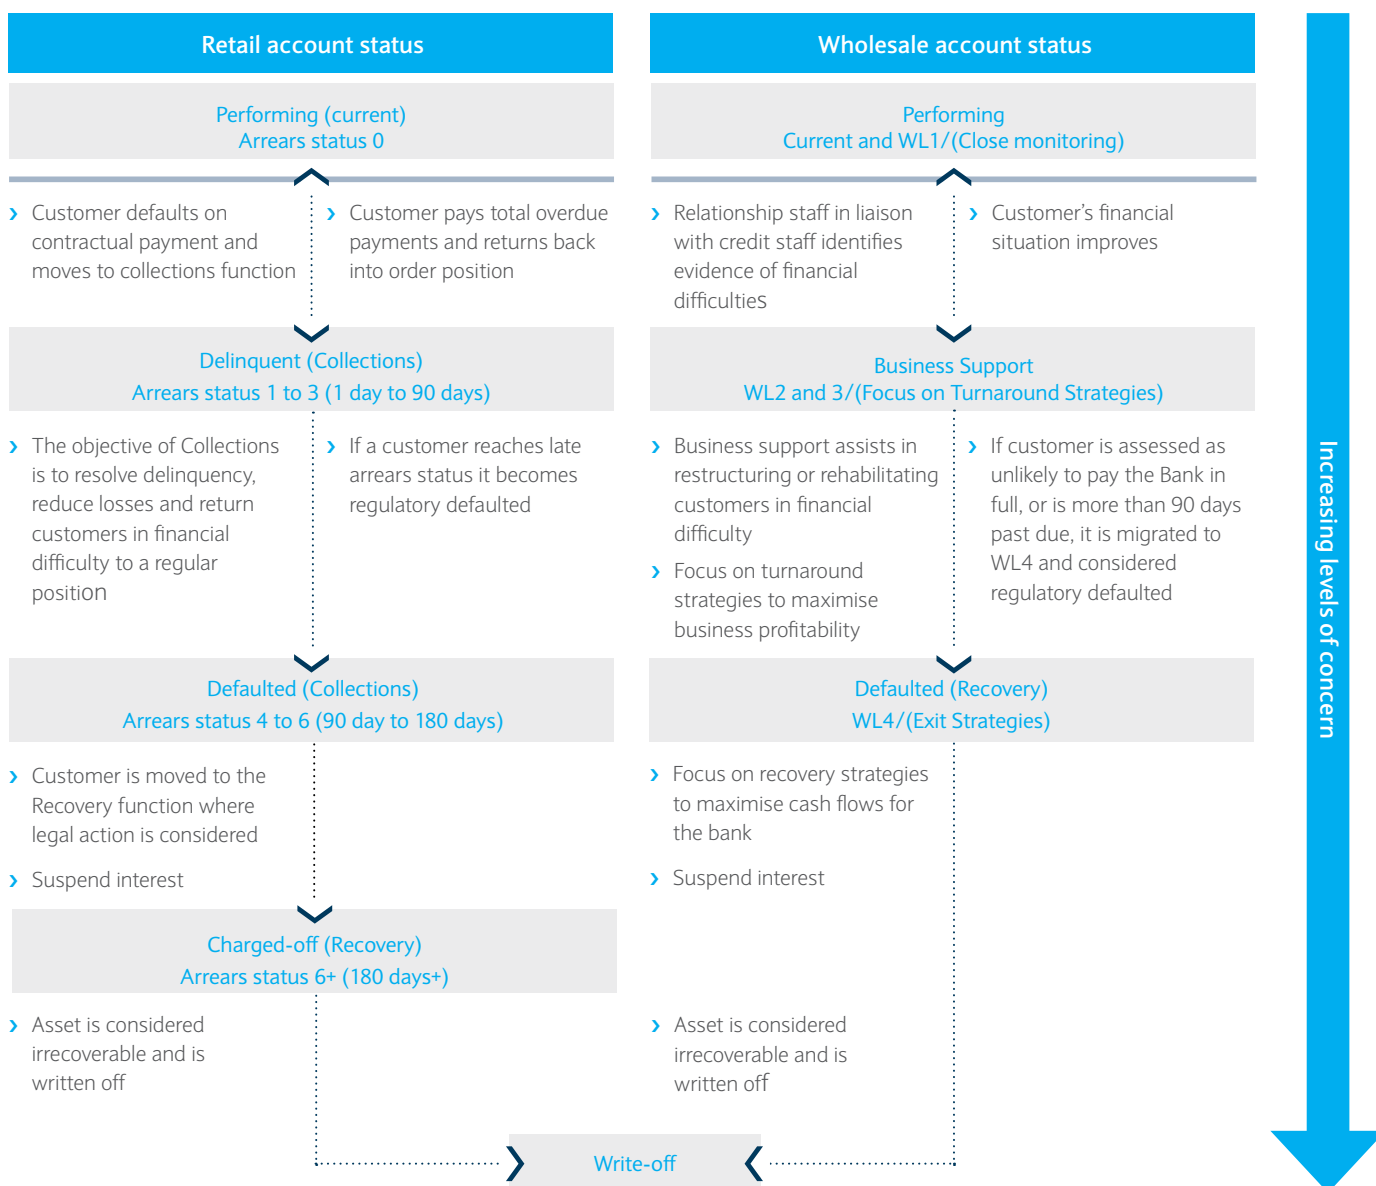 Retail account status
Performing (current)
Arrears status 0
› Customer defaults on
contractual payment and
moves to collections function
› Customer pays total overdue
payments and returns back
into order position
Delinquent (Collections)
Arrears status 1 to 3 (1 day to 90 days)
› The objective of Collections
is to resolve delinquency,
reduce losses and return
customers in financial
difficulty to a regular
position
› If a customer reaches late
arrears status it becomes
regulatory defaulted
Defaulted (Collections)
Arrears status 4 to 6 (90 day to 180 days)
› Customer is moved to the
Recovery function where
legal action is considered
› Suspend interest
Charged-off (Recovery)
Arrears status 6+ (180 days+)
› Asset is considered
irrecoverable and is
written off
Wholesale account status
Performing
Current and WL1/(Close monitoring)
› Relationship staff in liaison
with credit staff identifies
evidence of financial
difficulties
› Customer’s financial
situation improves
Business Support
WL2 and 3/(Focus on Turnaround Strategies)
› Business support assists in
restructuring or rehabilitating
customers in financial
difficulty
› Focus on turnaround
strategies to maximise
business profitability
› If customer is assessed as
unlikely to pay the Bank in
full, or is more than 90 days
past due, it is migrated to
WL4 and considered
regulatory defaulted
Defaulted (Recovery)
WL4/(Exit Strategies)
› Focus on recovery strategies
to maximise cash flows for
the bank
› Suspend interest
› Asset is considered
irrecoverable and is
written off
Write-off
Increasing levels of concern